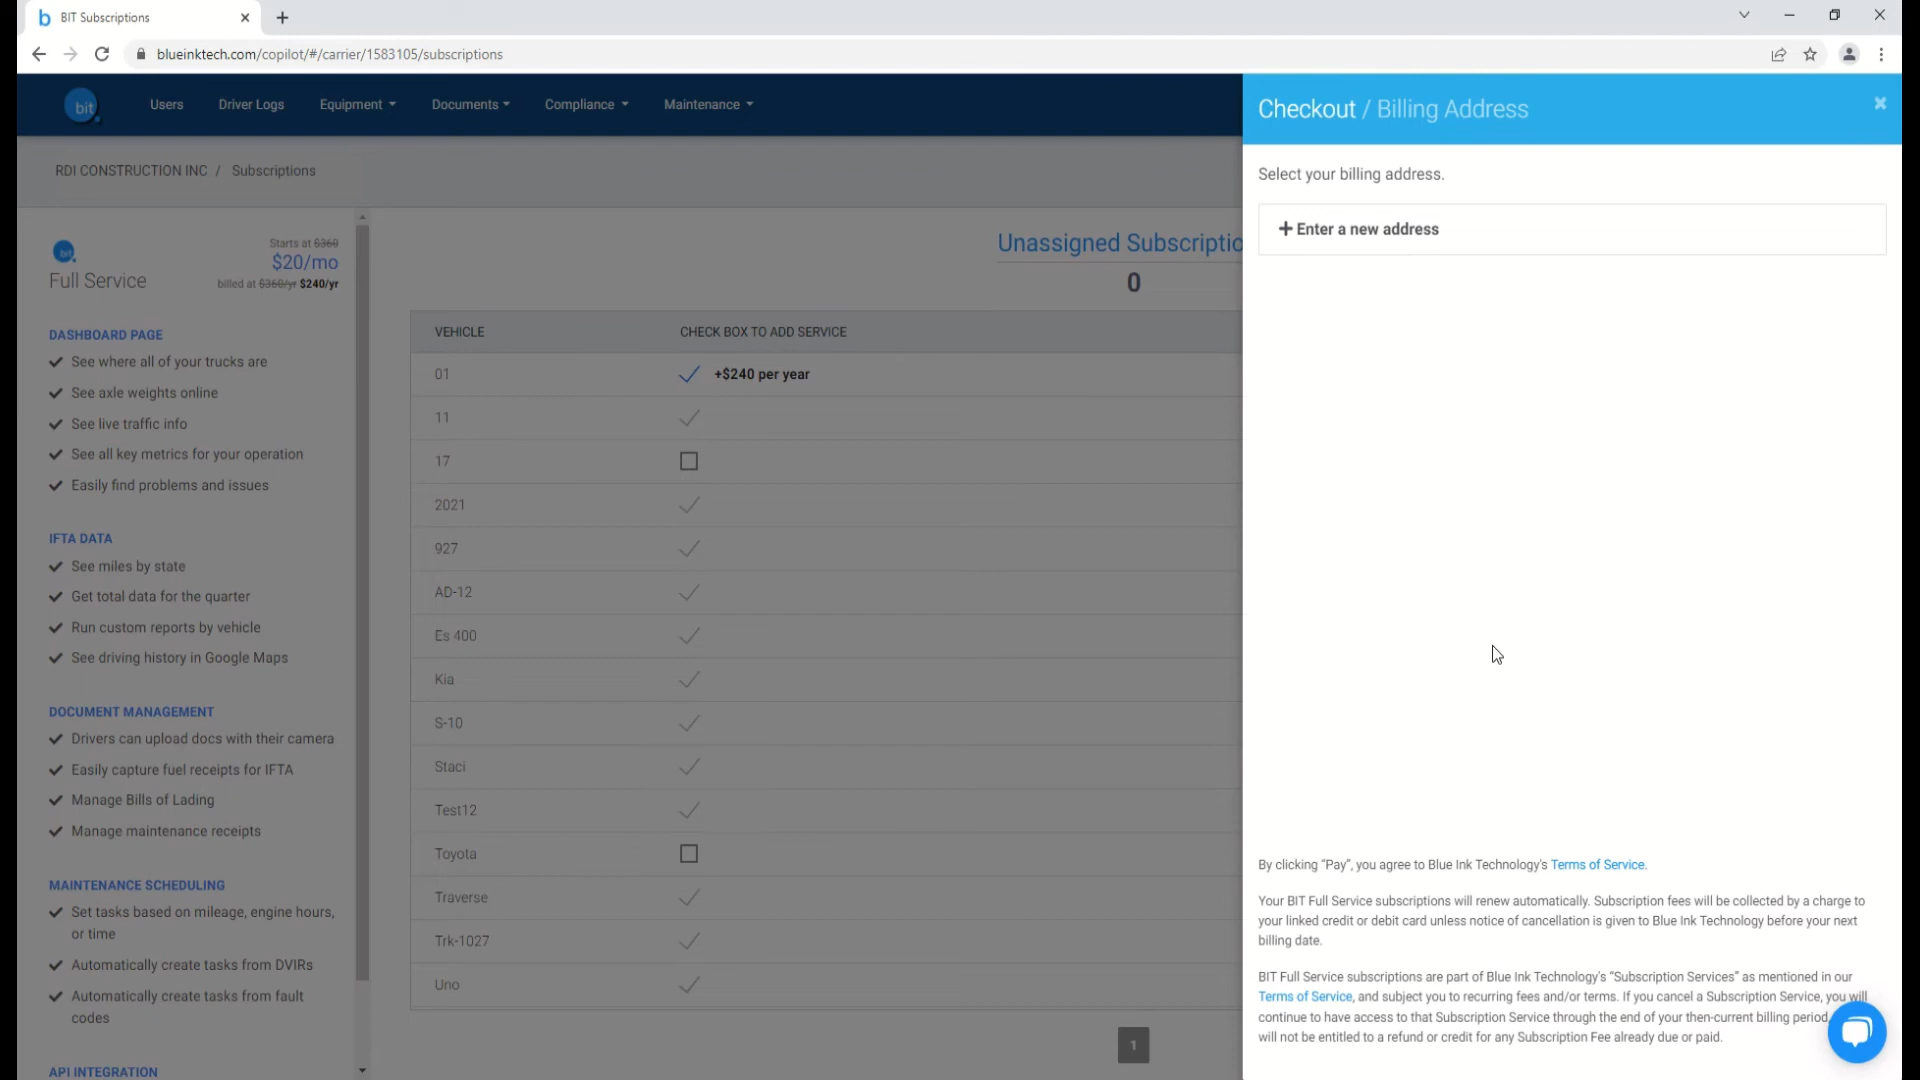 BIT Subscriptions
blueinktech.com/copilot/#/carrier/1583105/subscriptions
bit
Users
Driver Logs
Equipment
Documents
Compliance
Maintenance
RDI CONSTRUCTION INC / Subscriptions
bit
Full Service
Starts at $360
$20/mo
billed at $360/yr $240/yr
DASHBOARD PAGE
See where all of your trucks are
See axle weights online
See live traffic info
See all key metrics for your operation
Easily find problems and issues
IFTA DATA
See miles by state
Get total data for the quarter
Run custom reports by vehicle
See driving history in Google Maps
DOCUMENT MANAGEMENT
Drivers can upload docs with their camera
Easily capture fuel receipts for IFTA
Manage Bills of Lading
Manage maintenance receipts
MAINTENANCE SCHEDULING
Set tasks based on mileage, engine hours,
or time
Automatically create tasks from DVIRs
Automatically create tasks from fault
codes
API INTEGRATION
Unassigned Subscriptio
0
VEHICLE CHECK BOX TO ADD SERVICE
01 +$240 per year
11
17
2021
927
AD-12
Es 400
Kia
S-10
Staci
Test12
Toyota
Traverse
Trk-1027
Uno
1
Checkout / Billing Address
Select your billing address.
Enter a new address
By clicking “Pay”, you agree to Blue Ink Technology's Terms of Service.
Your BIT Full Service subscriptions will renew automatically. Subscription fees will be collected by a charge to
your linked credit or debit card unless notice of cancellation is given to Blue Ink Technology before your next
billing date.
BIT Full Service subscriptions are part of Blue Ink Technology's “Subscription Services” as mentioned in our
Terms of Service, and subject you to recurring fees and/or terms. If you cancel a Subscription Service, you will
continue to have access to that Subscription Service through the end of your then-current billing period,
will not be entitled to a refund or credit for any Subscription Fee already due or paid.